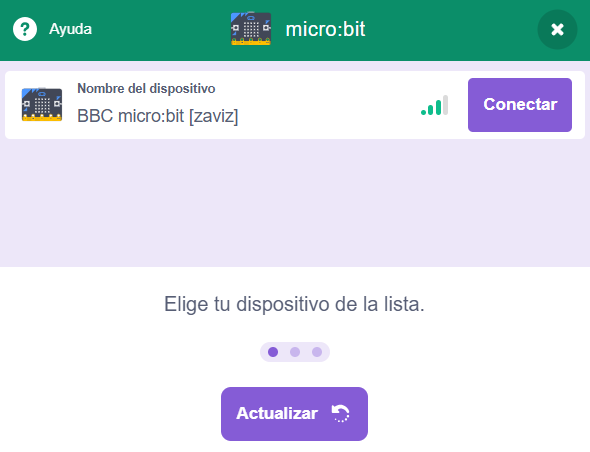 Ayuda
micro:bit
Nombre del dispositivo
BBC micro:bit [zaviz]
Conectar
Elige tu dispositivo de la lista.
Actualizar